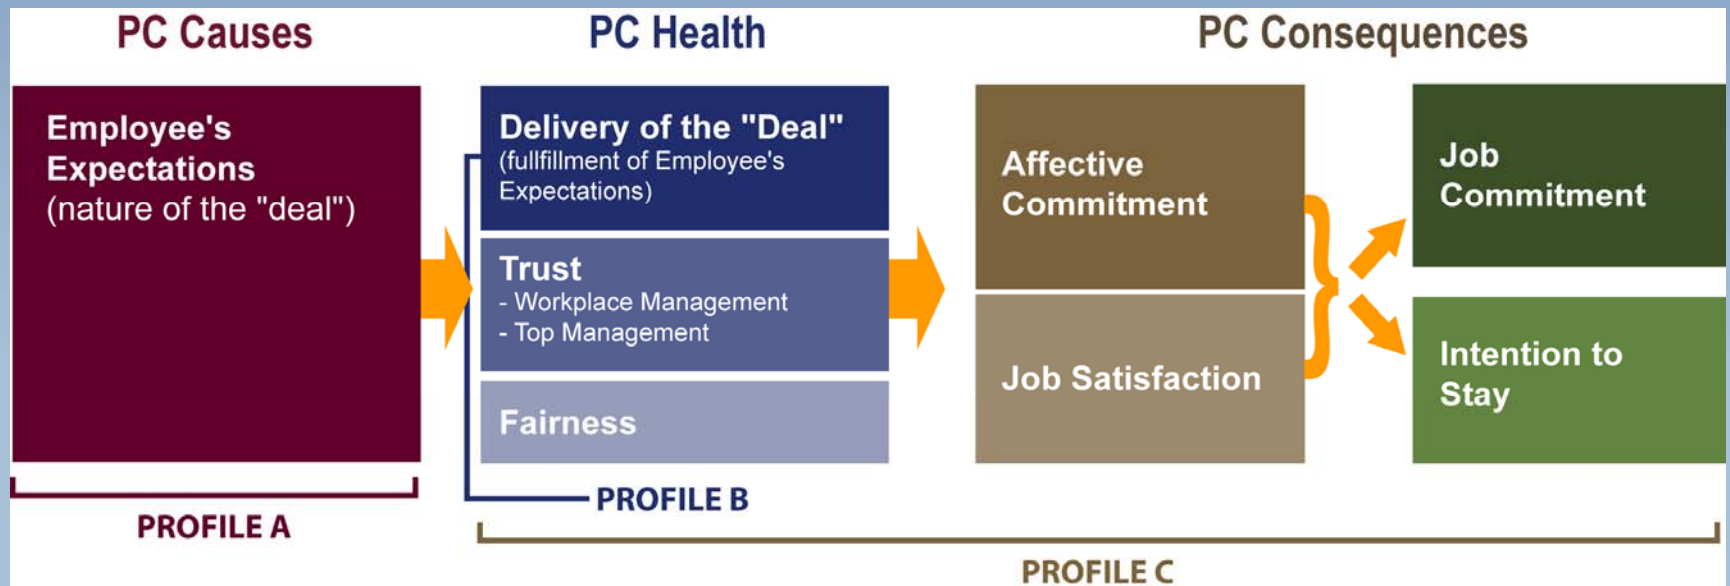 PC Causes
PC Health
PC Consequences
Employee's
Expectations
(nature of the "deal")
Delivery of the "Deal"
(fullfillment of Employee's
Expectations)
Trust
- Workplace Management
- Top Management
Fairness
Affective
Commitment
Job Satisfaction
Job
Commitment
Intention to
Stay
PROFILE A
PROFILE B
PROFILE C